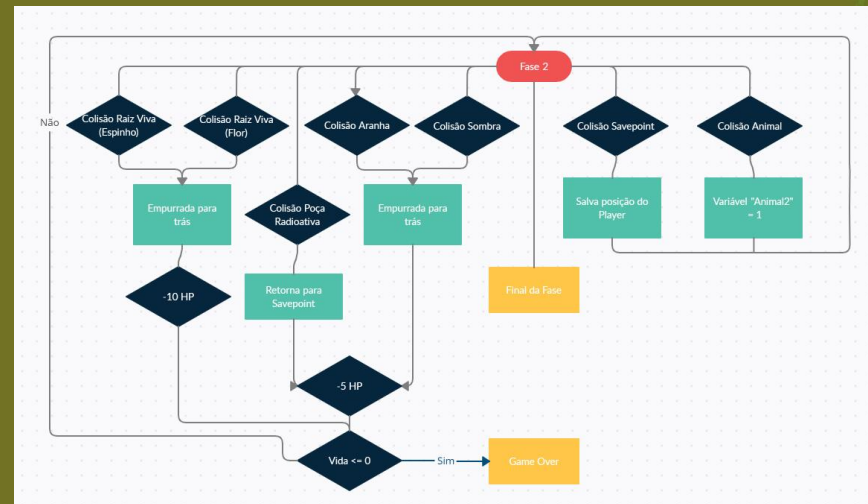 Fase 2
Não
Colisão Raiz Viva
(Espinho)
Colisão Raiz Viva
(Flor)
Colisão Aranha
Colisão Sombra
Colisão Savepoint
Colisão Animal
Empurrada para
trás
Colisão Poça
Radioativa
Empurrada para
trás
Salva posição do
Player
Variável "Animal2"
= 1
-10 HP
Retorna para
Savepoint
Final da Fase
-5 HP
Vida <= 0
Sim
Game Over